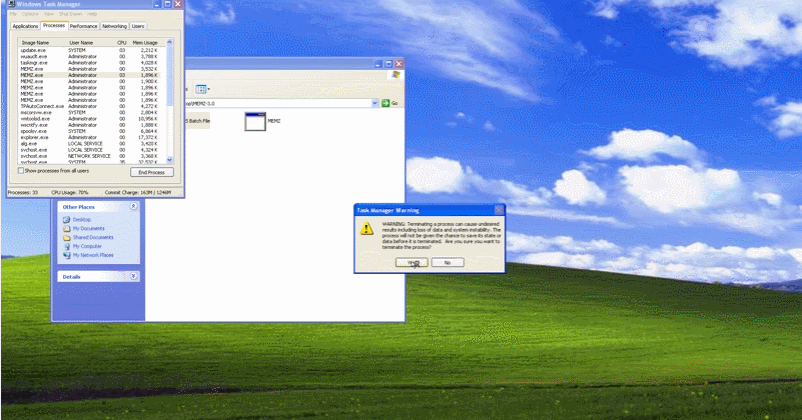 Windows Task Manager
File Options View Shut Down Help
Applications Processes Performance Networking Users
Image Name User Name CPU Mem Usage
update.exe SYSTEM 03 2,212 K
wuauclt.exe Administrator 00 3,788 K
taskmgr.exe Administrator 00 4,028 K
MEMZ.exe Administrator 00 3,532 K
MEMZ.exe Administrator 03 1,896 K
MEMZ.exe Administrator 00 1,900 K
MEMZ.exe Administrator 00 1,896 K
MEMZ.exe Administrator 00 1,896 K
MEMZ.exe Administrator 00 1,896 K
TPAutoConnect.exe Administrator 00 4,272 K
SYSTEM 00 2,804 K
vmtoolsd.exe Administrator 00 10,956 K
wscntfy.exe Administrator 00 1,888 K
spoolsv.exe SYSTEM 00 6,864 K
explorer.exe Administrator 00 17,372 K
alg.exe LOCAL SERVICE 00 3,420 K
svchost.exe LOCAL SERVICE 00 4,324 K
svchost.exe NETWORK SERVICE 00 3,368 K
svchost.exe SYSTEM 35 32,532 K
Show processes from all users
End Process
Processes: 33 CPU Usage: 70% Commit Charge: 163M / 1246M
\MEMZ-3.0
Go
Batch File
MEMZ
Other Places
Desktop
My Documents
Shared Documents
My Computer
My Network Places
Details
Task Manager Warning
WARNING: Terminating a process can cause undesired
results including loss of data and system instability. The
process will not be given the chance to save its state or
data before it is terminated. Are you sure you want to
terminate the process?
Yes
No